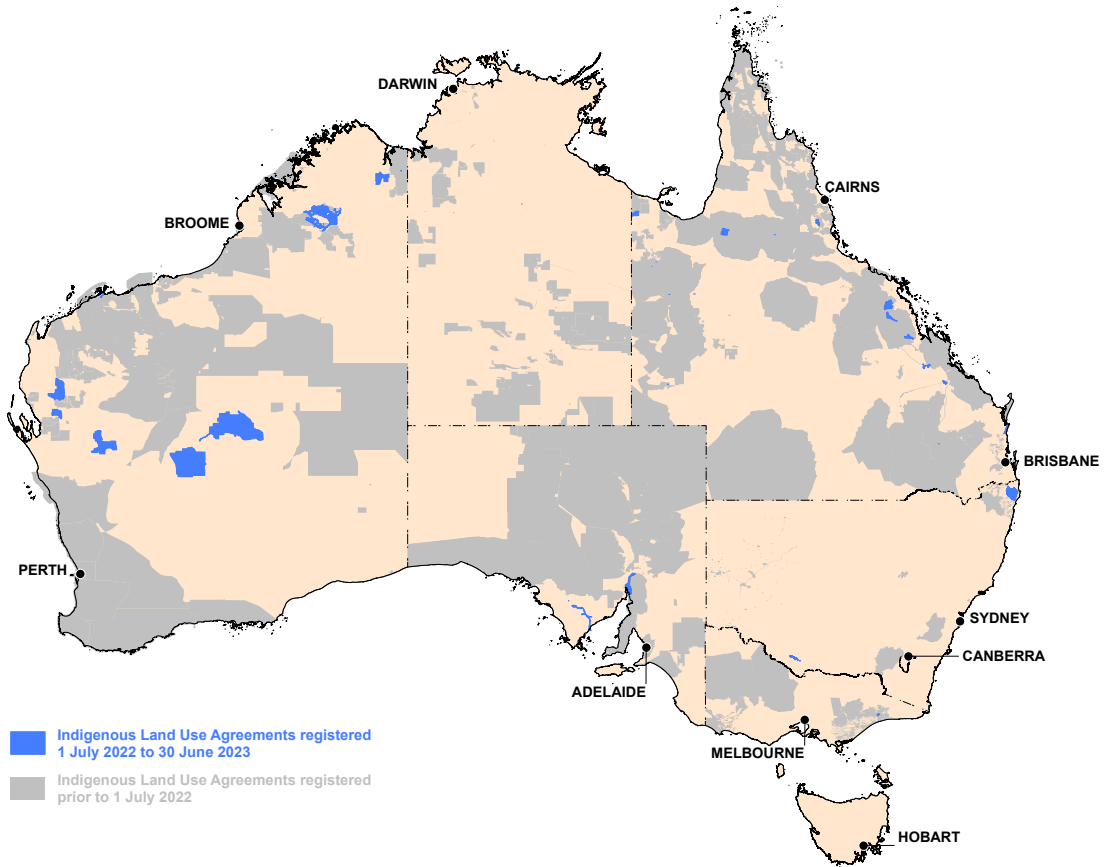 DARWIN
CAIRNS
BROOME
BRISBANE
PERTH
SYDNEY
CANBERRA
ADELAIDE
MELBOURNE
HOBART
Indigenous Land Use Agreements registered
1 July 2022 to 30 June 2023
Indigenous Land Use Agreements registered
prior to 1 July 2022